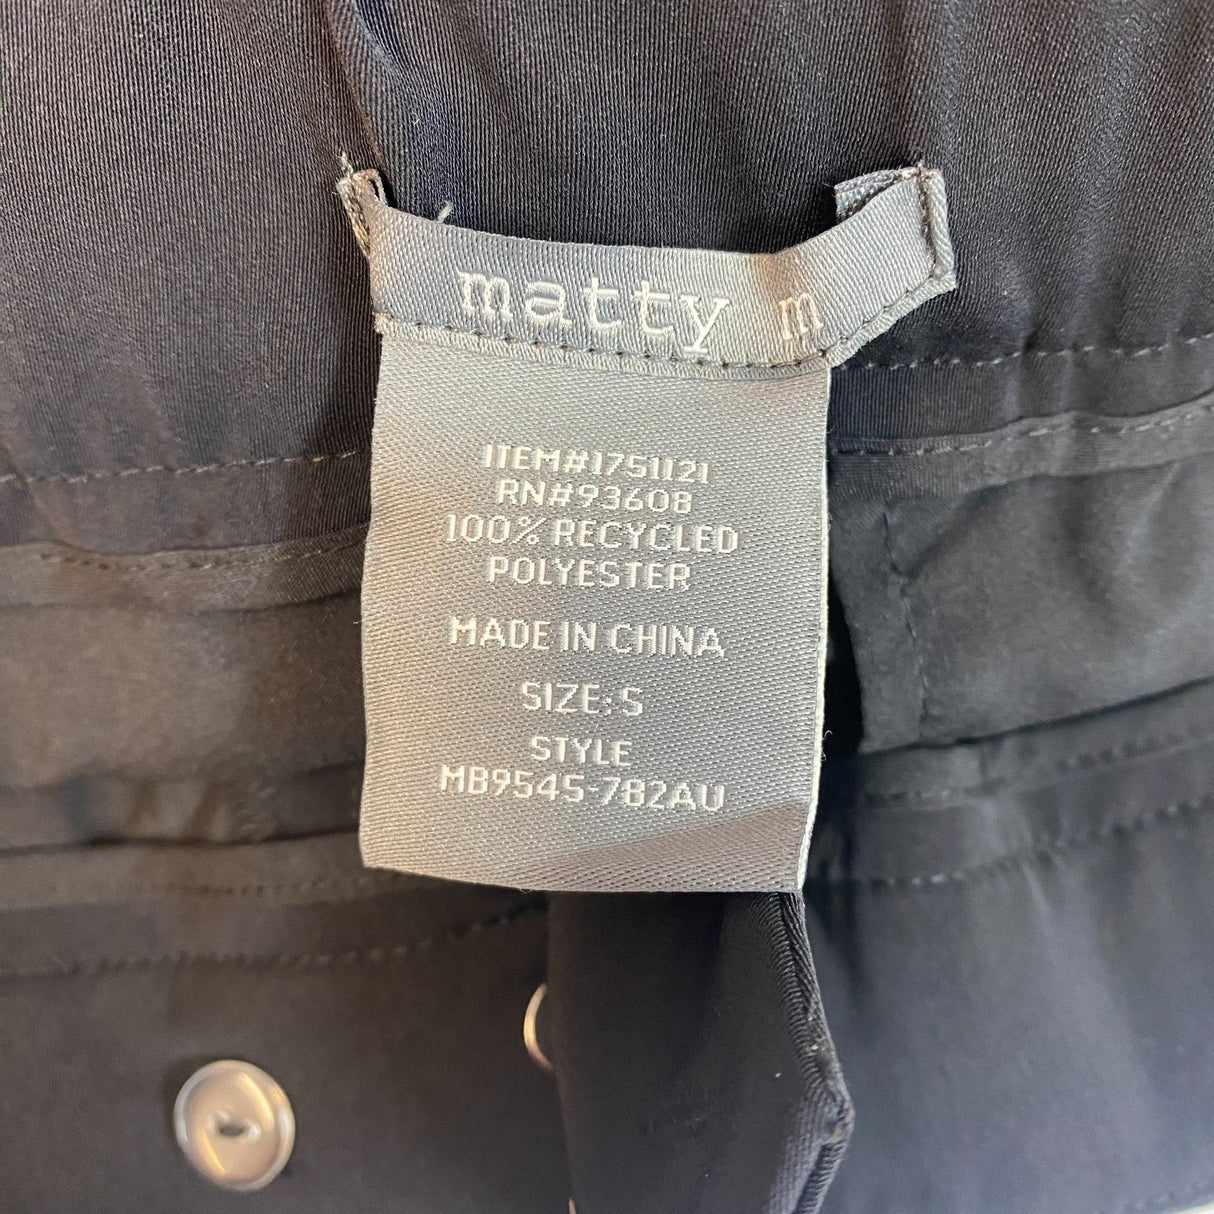 matty m
ITEM#1751121
RN#93608
100% RECYCLED
POLYESTER
MADE IN CHINA
SIZE:S
STYLE
MB9545-782AU